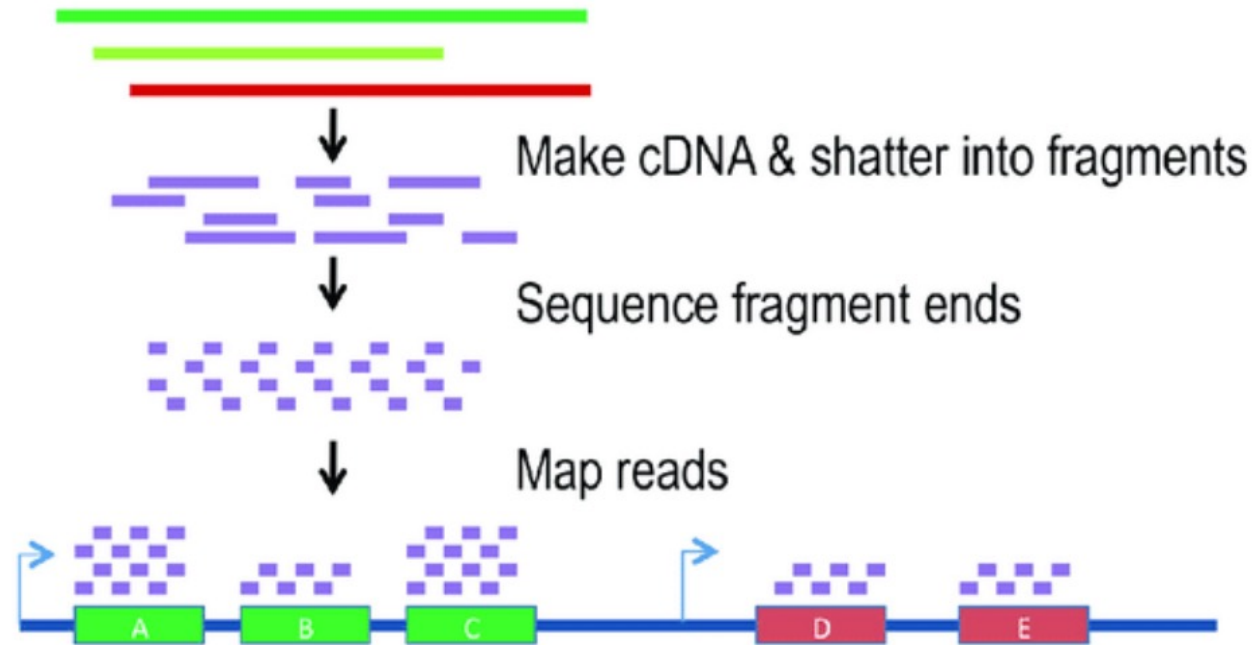 Make cDNA & shatter into fragments
Sequence fragment ends
Map reads
A B C D E